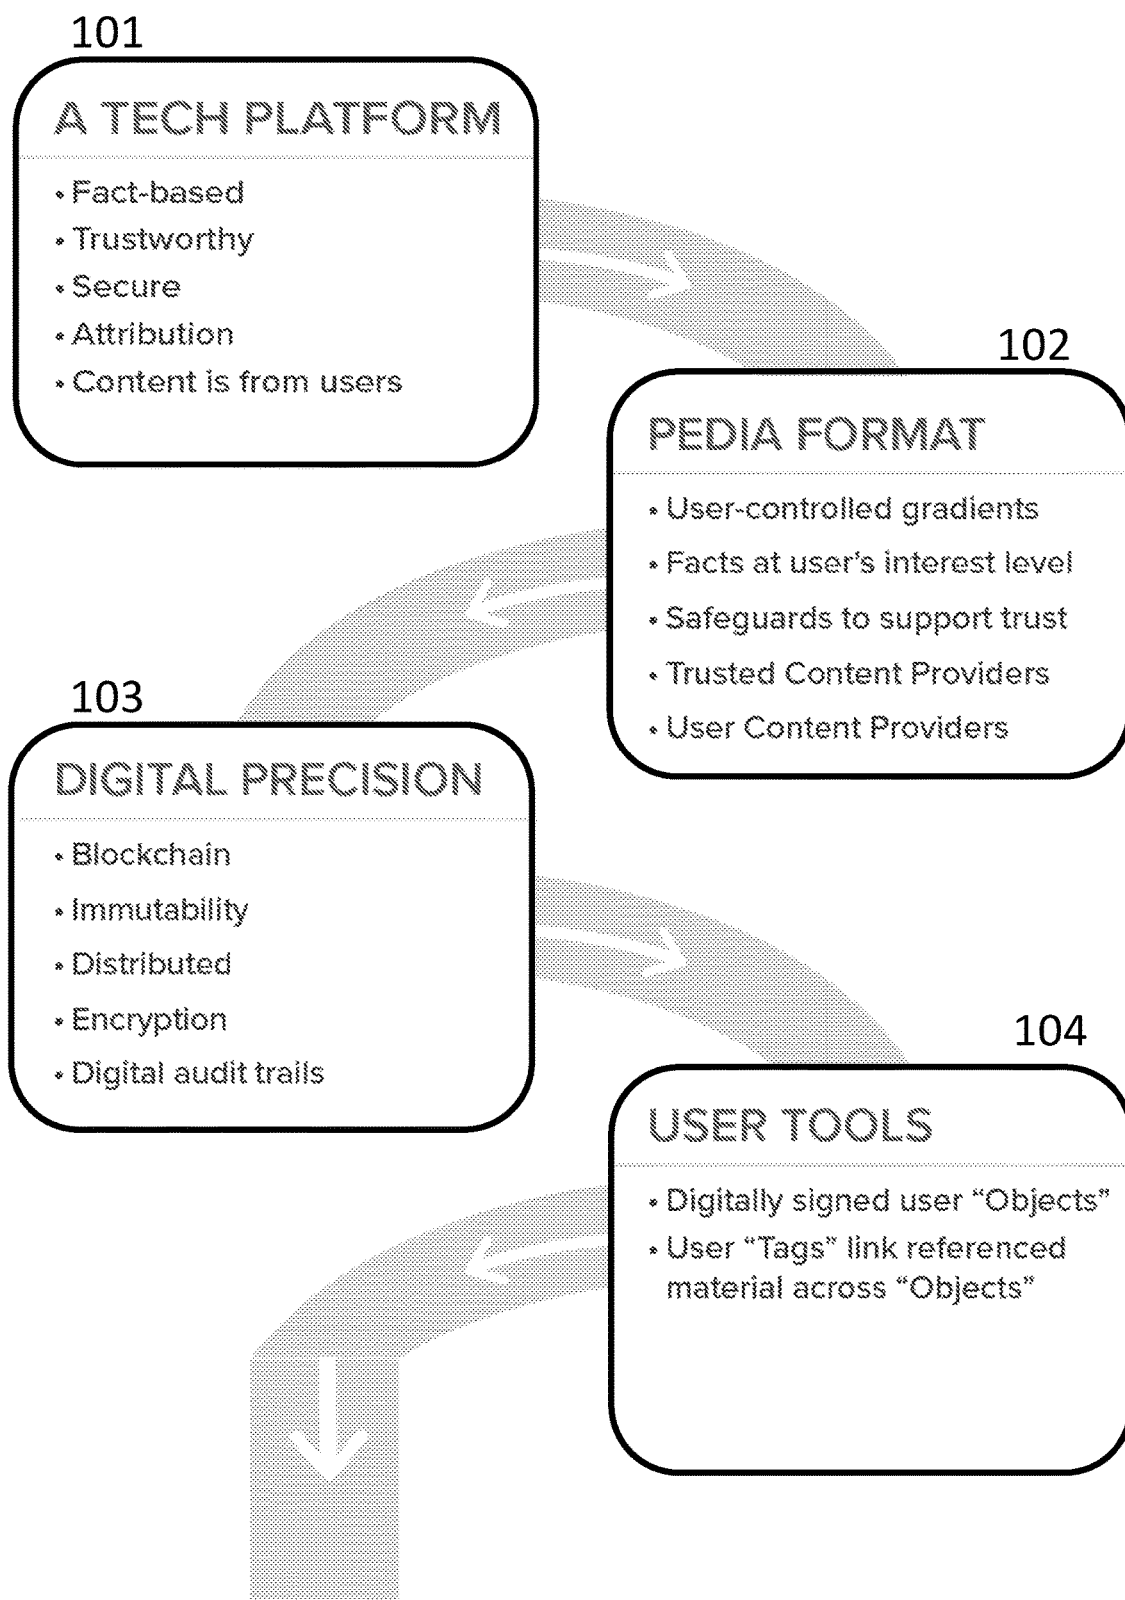 101
A TECH PLATFORM
• Fact-based
• Trustworthy
• Secure
• Attribution
• Content is from users
102
PEDIA FORMAT
• User-controlled gradients
• Facts at user's interest level
• Safeguards to support trust
• Trusted Content Providers
• User Content Providers
103
DIGITAL PRECISION
• Blockchain
• Immutability
• Distributed
• Encryption
• Digital audit trails
104
USER TOOLS
• Digitally signed user “Objects”
• User “Tags” link referenced
material across “Objects”